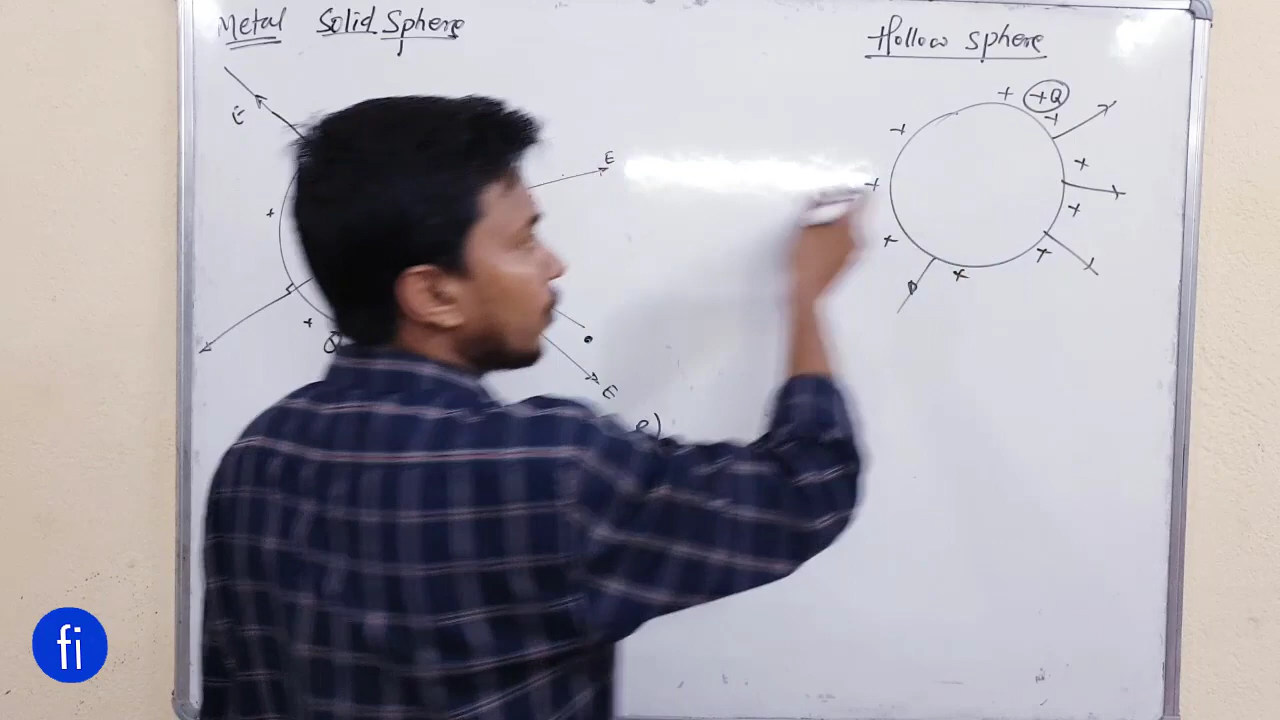 Metal Solid Sphere
Hollow Sphere
+ +Q
+
E
E
+
+
+
+
+
+
+
+
+
+
Q
E
e)
fi